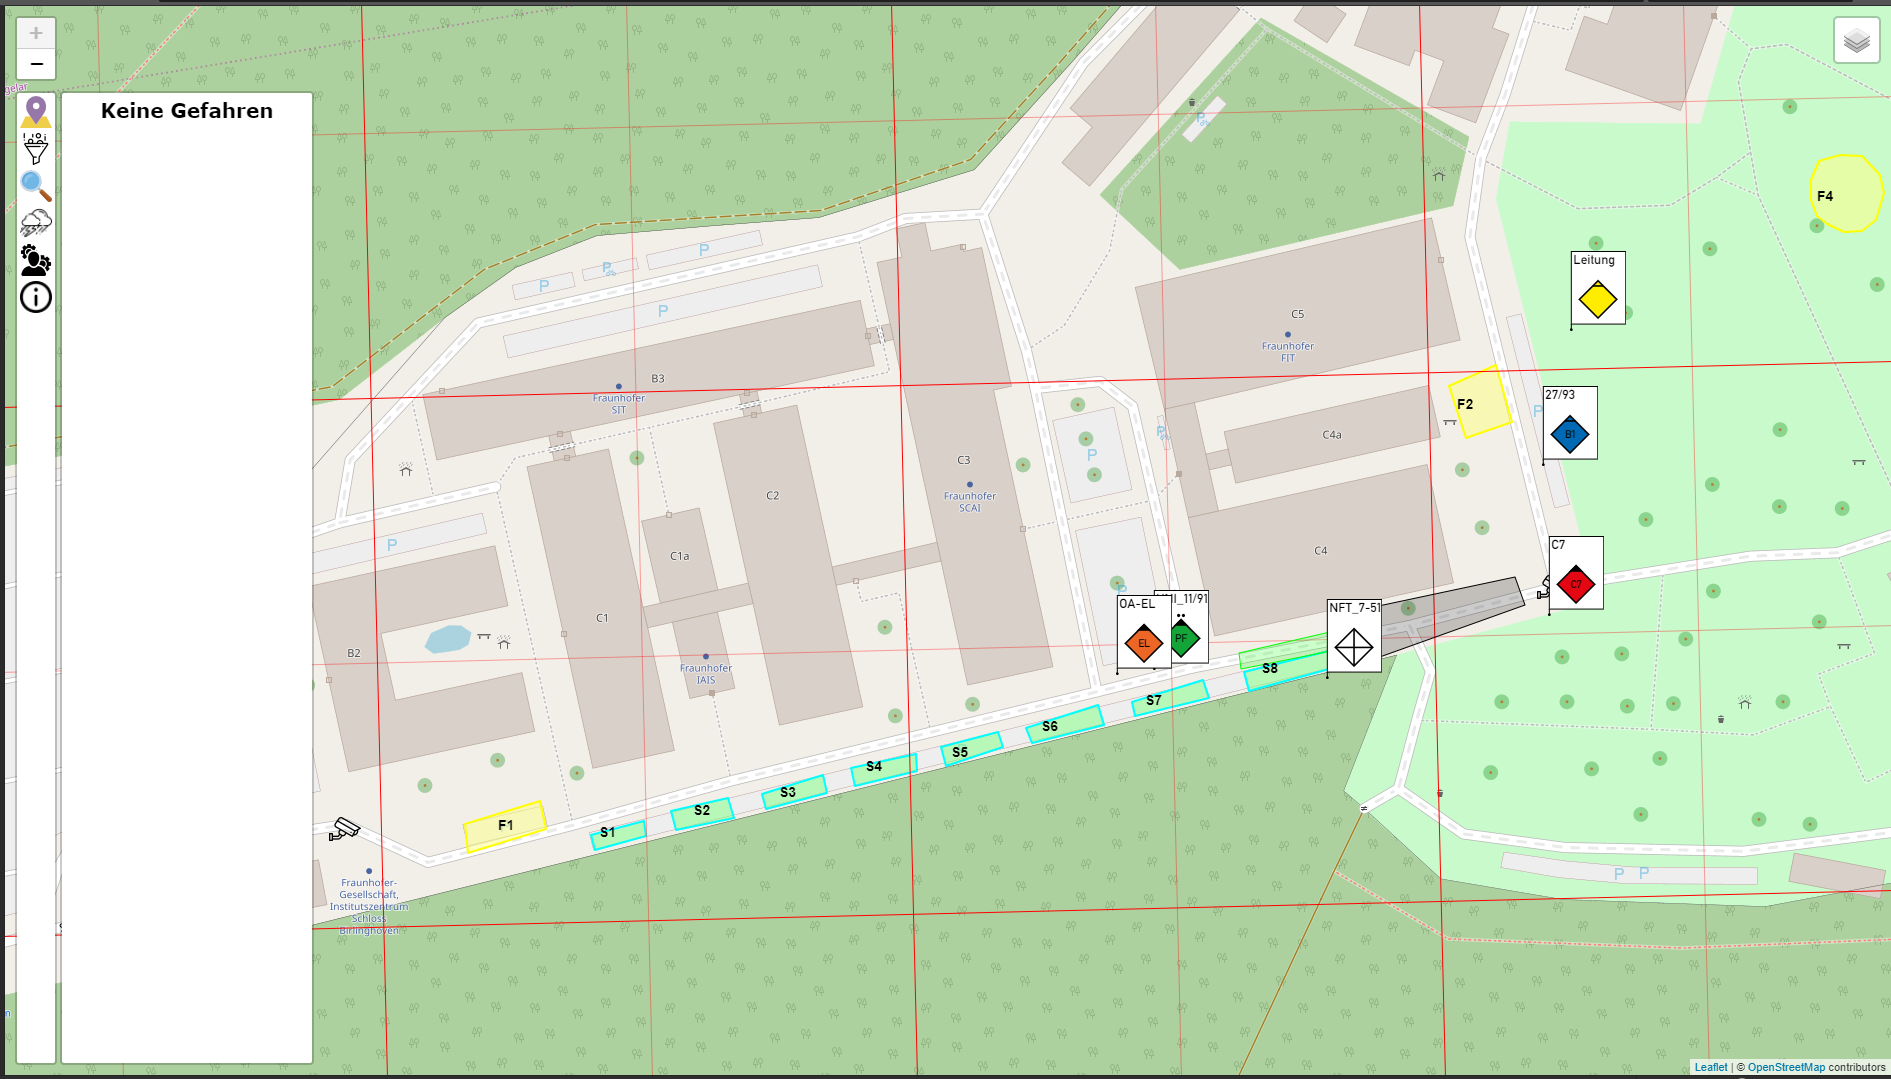 +
−
Keine Gefahren
gelar
P
P
P
P
P
F4
Leitung
C5
Fraunhofer
FIT
B3
Fraunhofer
SIT
27/93
B1
F2
P
C4a
P
P
C3
Fraunhofer
SCAI
C2
P
C1a
C4
C7
C7
P
OA-EL
EL
II_11/91
PF
NFT_7-51
C1
B2
Fraunhofer
IAIS
S8
S7
S6
S5
S4
S3
S2
S1
F1
Fraunhofer-
Gesellschaft,
Institutszentrum
Schloss
Birlinghoven
P P
Leaflet | © OpenStreetMap contributors